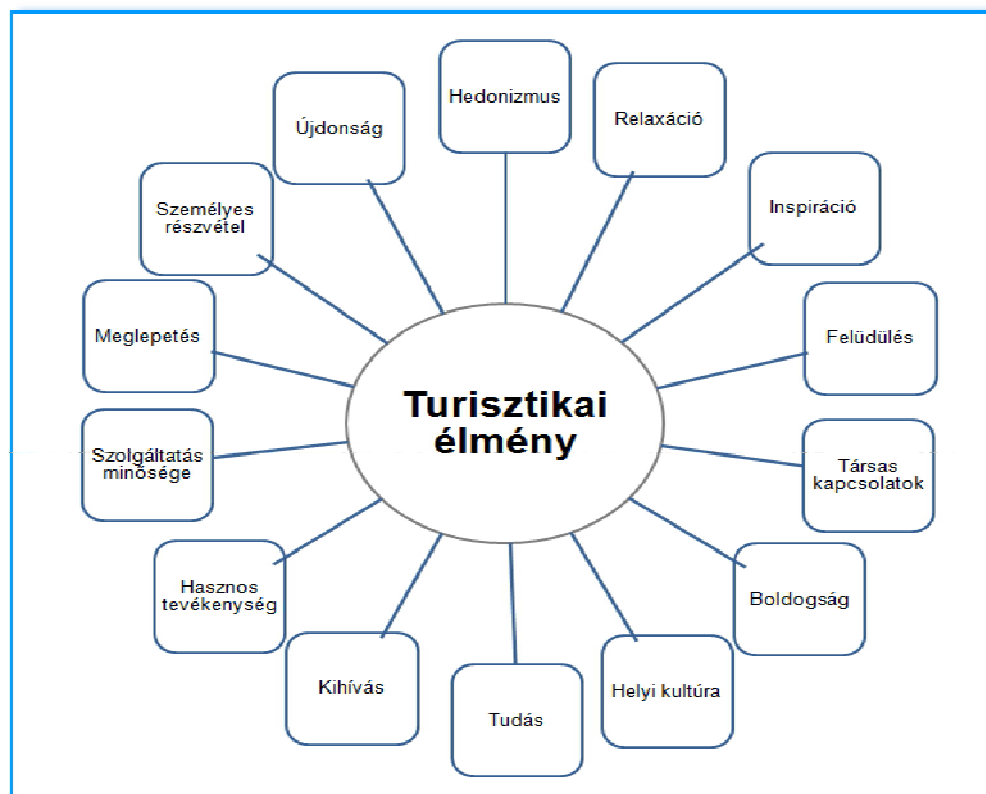 Hedonizmus
Relaxáció
Inspiráció
Felüdülés
Társas
kapcsolatok
Boldogság
Helyi kultúra
Tudás
Kihívás
Hasznos
tevékenység
Szolgáltatás
minősége
Meglepetés
Személyes
részvétel
Újdonság
Turisztikai
élmény